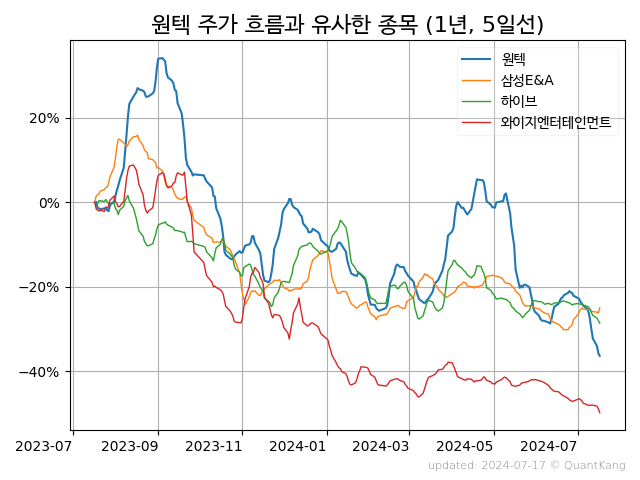 원텍 주가 흐름과 유사한 종목 (1년, 5일선)
원텍
삼성E&A
하이브
와이지엔터테인먼트
20%
0%
−20%
−40%
2023-07 2023-09 2023-11 2024-01 2024-03 2024-05 2024-07
updated: 2024-07-17 © QuantKang